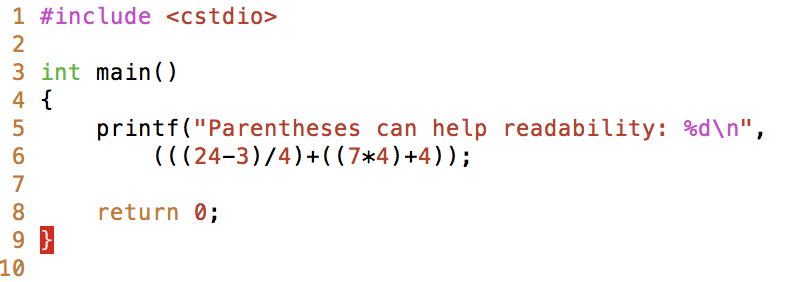 1 #include <cstdio>
2
3 int main()
4 {
5     printf("Parentheses can help readability: %d\n",
6         (((24-3)/4)+((7*4)+4));
7
8     return 0;
9 }
10